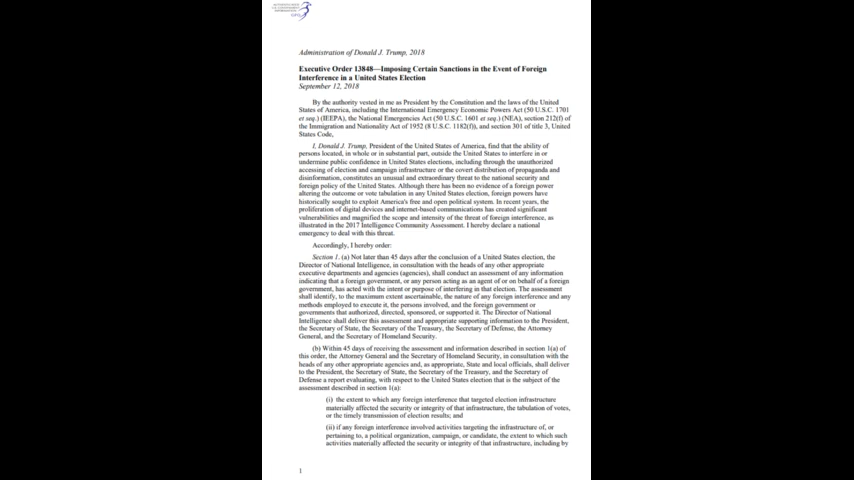 AUTHENTICATED
U.S. GOVERNMENT
INFORMATION
GPO
Administration of Donald J. Trump, 2018
Executive Order 13848—Imposing Certain Sanctions in the Event of Foreign
Interference in a United States Election
September 12, 2018
By the authority vested in me as President by the Constitution and the laws of the United
States of America, including the International Emergency Economic Powers Act (50 U.S.C. 1701
et seq.) (IEEPA), the National Emergencies Act (50 U.S.C. 1601 et seq.) (NEA), section 212(f) of
the Immigration and Nationality Act of 1952 (8 U.S.C. 1182(f)), and section 301 of title 3, United
States Code,
I, Donald J. Trump, President of the United States of America, find that the ability of
persons located, in whole or in substantial part, outside the United States to interfere in or
undermine public confidence in United States elections, including through the unauthorized
accessing of election and campaign infrastructure or the covert distribution of propaganda and
disinformation, constitutes an unusual and extraordinary threat to the national security and
foreign policy of the United States. Although there has been no evidence of a foreign power
altering the outcome or vote tabulation in any United States election, foreign powers have
historically sought to exploit America's free and open political system. In recent years, the
proliferation of digital devices and internet-based communications has created significant
vulnerabilities and magnified the scope and intensity of the threat of foreign interference, as
illustrated in the 2017 Intelligence Community Assessment. I hereby declare a national
emergency to deal with this threat.
Accordingly, I hereby order:
Section 1. (a) Not later than 45 days after the conclusion of a United States election, the
Director of National Intelligence, in consultation with the heads of any other appropriate
executive departments and agencies (agencies), shall conduct an assessment of any information
indicating that a foreign government, or any person acting as an agent of or on behalf of a foreign
government, has acted with the intent or purpose of interfering in that election. The assessment
shall identify, to the maximum extent ascertainable, the nature of any foreign interference and any
methods employed to execute it, the persons involved, and the foreign government or
governments that authorized, directed, sponsored, or supported it. The Director of National
Intelligence shall deliver this assessment and appropriate supporting information to the President,
the Secretary of State, the Secretary of the Treasury, the Secretary of Defense, the Attorney
General, and the Secretary of Homeland Security.
(b) Within 45 days of receiving the assessment and information described in section 1(a) of
this order, the Attorney General and the Secretary of Homeland Security, in consultation with the
heads of any other appropriate agencies and, as appropriate, State and local officials, shall deliver
to the President, the Secretary of State, the Secretary of the Treasury, and the Secretary of
Defense a report evaluating, with respect to the United States election that is the subject of the
assessment described in section 1(a):
(i) the extent to which any foreign interference that targeted election infrastructure
materially affected the security or integrity of that infrastructure, the tabulation of votes,
or the timely transmission of election results; and
(ii) if any foreign interference involved activities targeting the infrastructure of, or
pertaining to, a political organization, campaign, or candidate, the extent to which such
activities materially affected the security or integrity of that infrastructure, including by
1